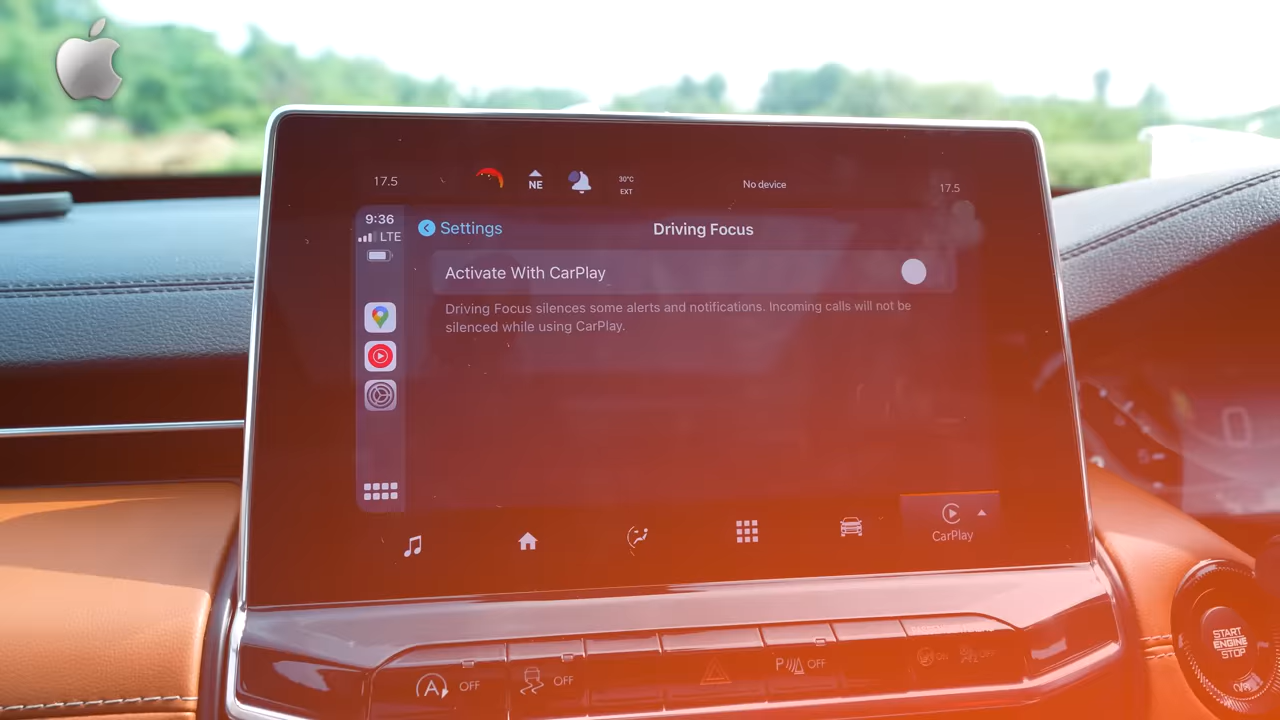 17.5
NE
30°C
EXT
No device
17.5
9:36
LTE
Settings
Driving Focus
Activate With CarPlay
Driving Focus silences some alerts and notifications. Incoming calls will not be
silenced while using CarPlay.
CarPlay
A OFF
OFF
P OFF
ON
OFF
START
ENGINE
STOP